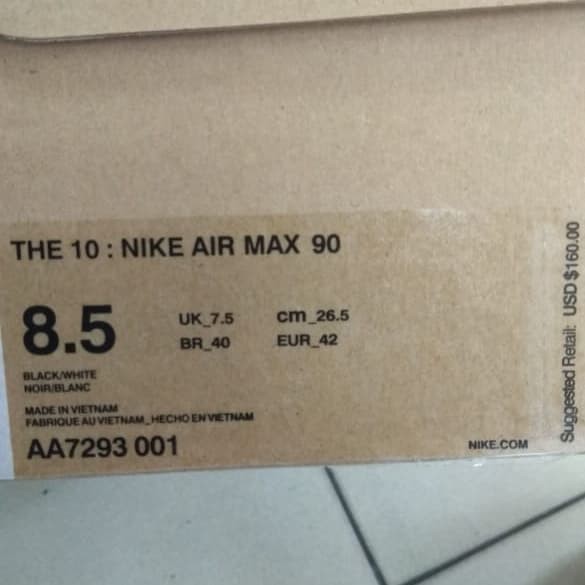 THE 10 : NIKE AIR MAX 90
8.5
UK_7.5 cm_26.5
BR_40 EUR_42
BLACK/WHITE
NOIR/BLANC
MADE IN VIETNAM
FABRIQUE AU VIETNAM_HECHO EN VIETNAM
AA7293 001
NIKE.COM
Suggested Retail: USD $160.00